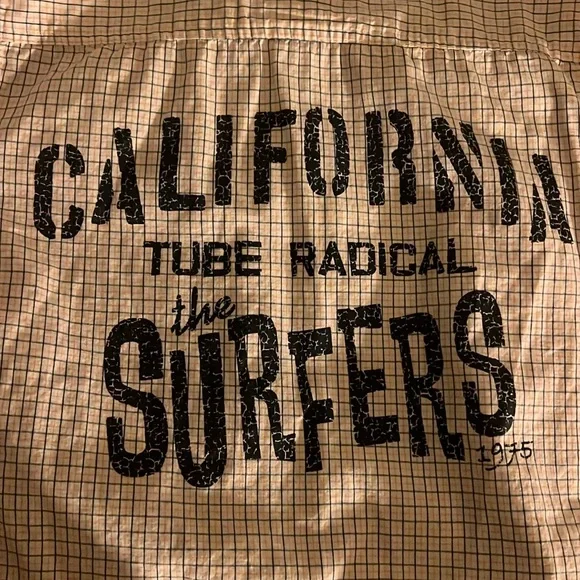 CALIFORNIA
TUBE RADICAL
the
SURFERS
1975